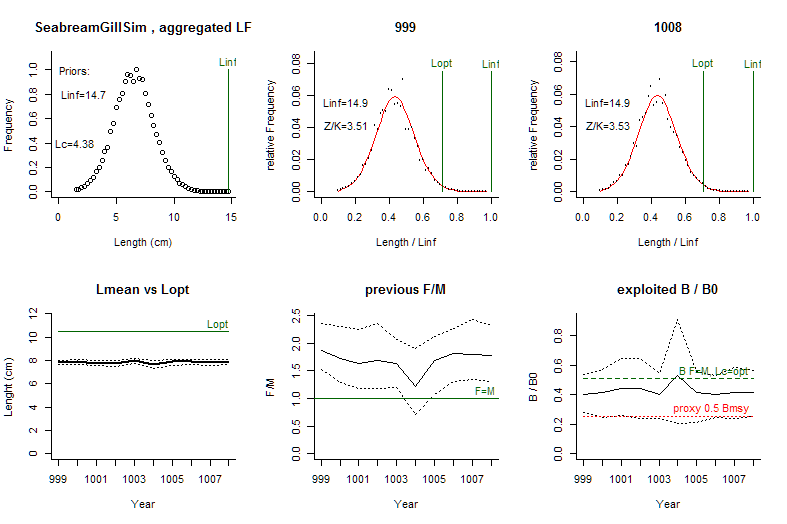 SeabreamGillSim , aggregated LF
Frequency
0.0 0.2 0.4 0.6 0.8 1.0
Priors:
Linf=14.7
Lc=4.38
Linf
0 5 10 15
Length (cm)
999
relative Frequency
0.00 0.02 0.04 0.06 0.08
Linf=14.9
Z/K=3.51
Lopt
Linf
0.0 0.2 0.4 0.6 0.8 1.0
Length / Linf
1008
relative Frequency
0.00 0.02 0.04 0.06 0.08
Linf=14.9
Z/K=3.53
Lopt
Linf
0.0 0.2 0.4 0.6 0.8 1.0
Length / Linf
Lmean vs Lopt
Lenght (cm)
0 2 4 6 8 10 12
Lopt
999 1001 1003 1005 1007
Year
previous F/M
F/M
0.0 0.5 1.0 1.5 2.0 2.5
F=M
999 1001 1003 1005 1007
Year
exploited B / B0
B / B0
0.0 0.2 0.4 0.6 0.8
B F=M, Lc=opt
proxy 0.5 Bmsy
999 1001 1003 1005 1007
Year